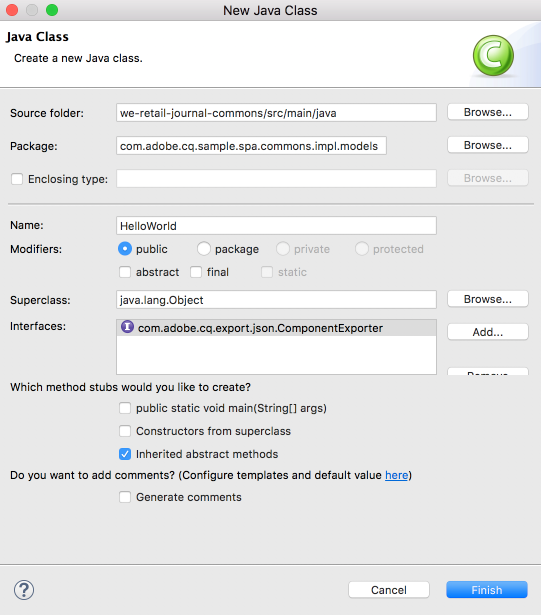 New Java Class
Java Class
Create a new Java class.
Source folder: we-retail-journal-commons/src/main/java Browse...
Package: com.adobe.cq.sample.spa.commons.impl.models Browse...
Enclosing type: Browse...
Name: HelloWorld
Modifiers: public package private protected
abstract final static
Superclass: java.lang.Object Browse...
Interfaces: com.adobe.cq.export.json.ComponentExporter
Add...
Remove
Which method stubs would you like to create?
public static void main(String[] args)
Constructors from superclass
Inherited abstract methods
Do you want to add comments? (Configure templates and default value here)
Generate comments
? Cancel Finish